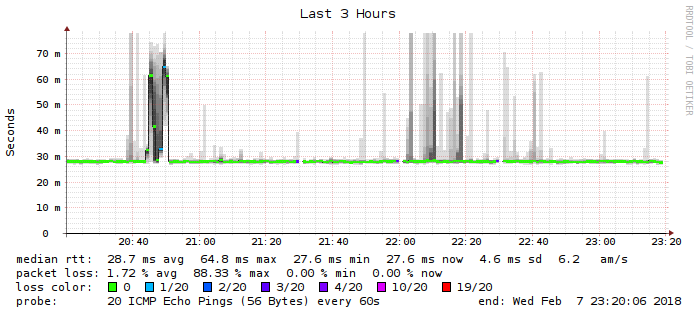 Last 3 Hours
RRDTOOL / TOBI OETIKER
Seconds
70 m
60 m
50 m
40 m
30 m
20 m
10 m
0
20:40 21:00 21:20 21:40 22:00 22:20 22:40 23:00 23:20
median rtt: 28.7 ms avg 64.8 ms max 27.6 ms min 27.6 ms now 4.6 ms sd 6.2 am/s
packet loss: 1.72 % avg 88.33 % max 0.00 % min 0.00 % now
loss color: 0 1/20 2/20 3/20 4/20 10/20 19/20
probe: 20 ICMP Echo Pings (56 Bytes) every 60s end: Wed Feb 7 23:20:06 2018